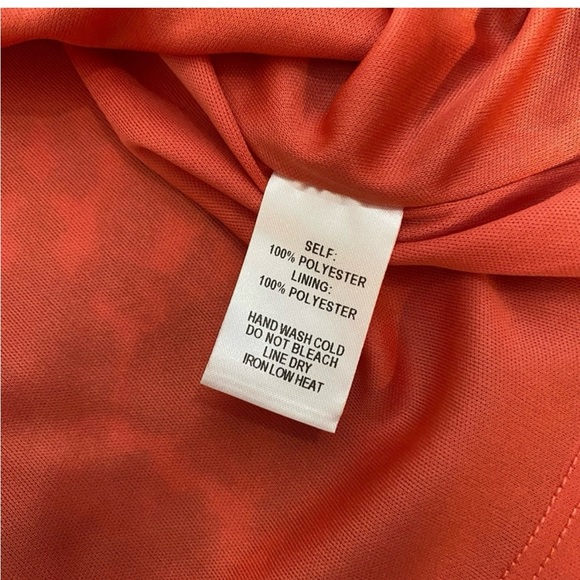 SELF:
100% POLYESTER
LINING:
100% POLYESTER
HAND WASH COLD
DO NOT BLEACH
LINE DRY
IRON LOW HEAT